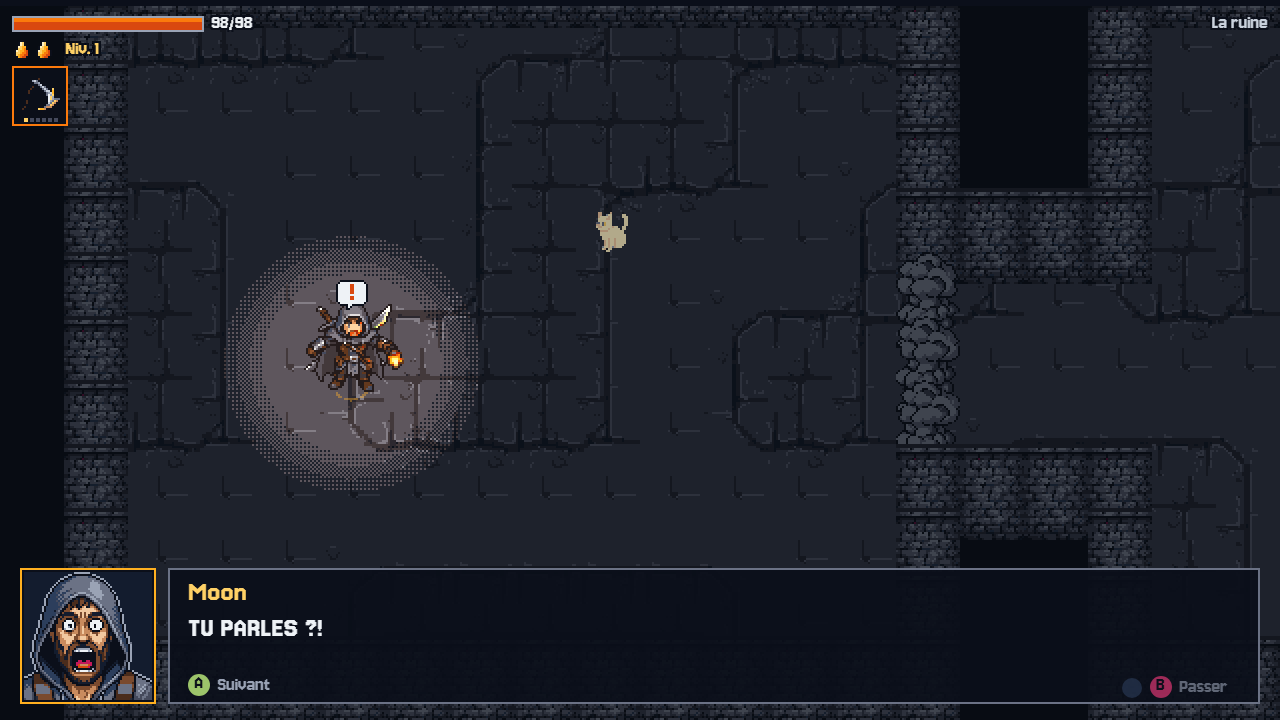 98/98
La ruine
Niv. 1
!
Moon
TU PARLES ?!
A Suivant
B Passer